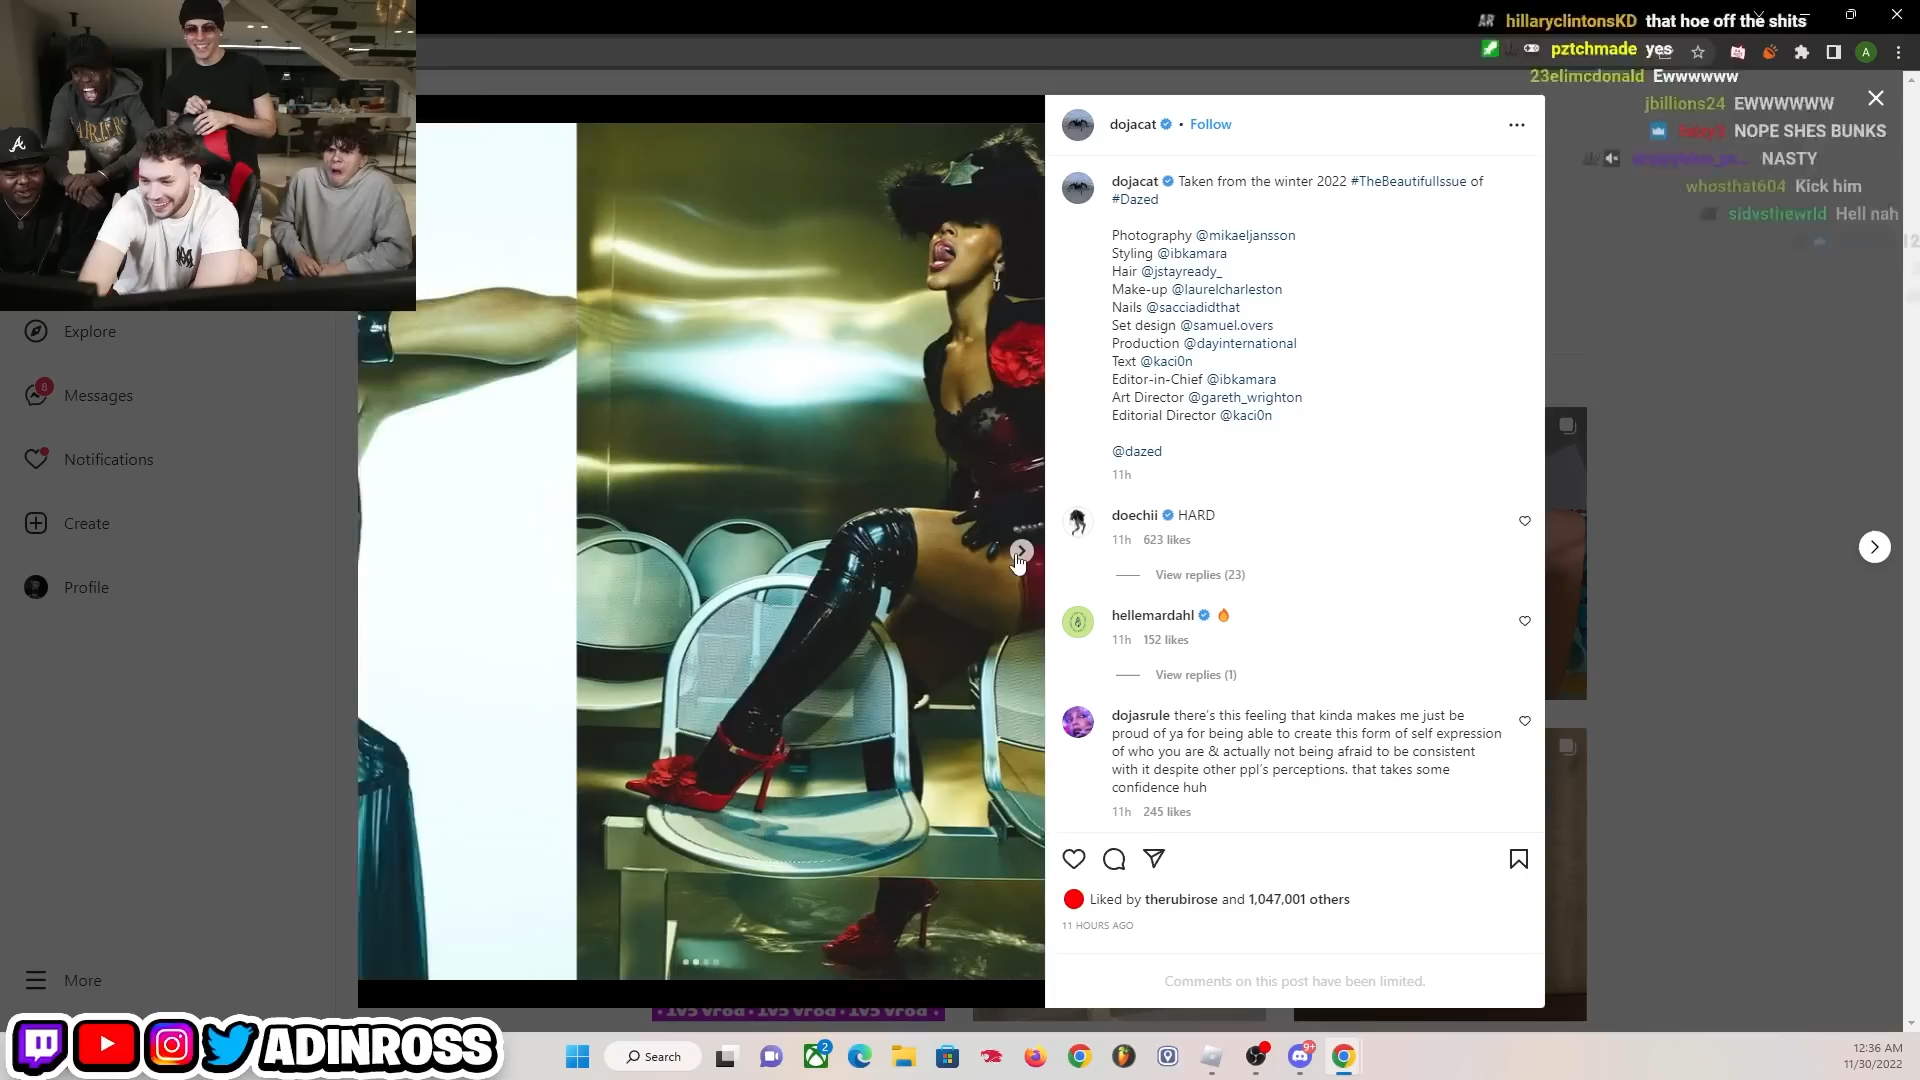 hillaryclintonsKD that hoe off the shits
pztchmade yes
23elimcdonald Ewwwwww
jbillions24 EWWWWWW
NOPE SHES BUNKS
NASTY
whosthat604 Kick him
sidvsthewrld Hell nah
dojacat • Follow
dojacat Taken from the winter 2022 #TheBeautifulIssue of
#Dazed
Photography @mikaeljansson
Styling @ibkamara
Hair @jstayready_
Make-up @laurelcharleston
Nails @sacciadidthat
Set design @samuel.overs
Production @dayinternational
Text @kaci0n
Editor-in-Chief @ibkamara
Art Director @gareth_wrighton
Editorial Director @kaci0n
@dazed
11h
doechii HARD
11h 623 likes
View replies (23)
hellemardahl 🔥
11h 152 likes
View replies (1)
dojasrule there's this feeling that kinda makes me just be
proud of ya for being able to create this form of self expression
of who you are & actually not being afraid to be consistent
with it despite other ppl's perceptions. that takes some
confidence huh
11h 245 likes
Liked by therubirose and 1,047,001 others
11 HOURS AGO
Comments on this post have been limited.
Explore
8
Messages
Notifications
Create
Profile
More
A
ADINROSS
Search
2
9+
12:36 AM
11/30/2022